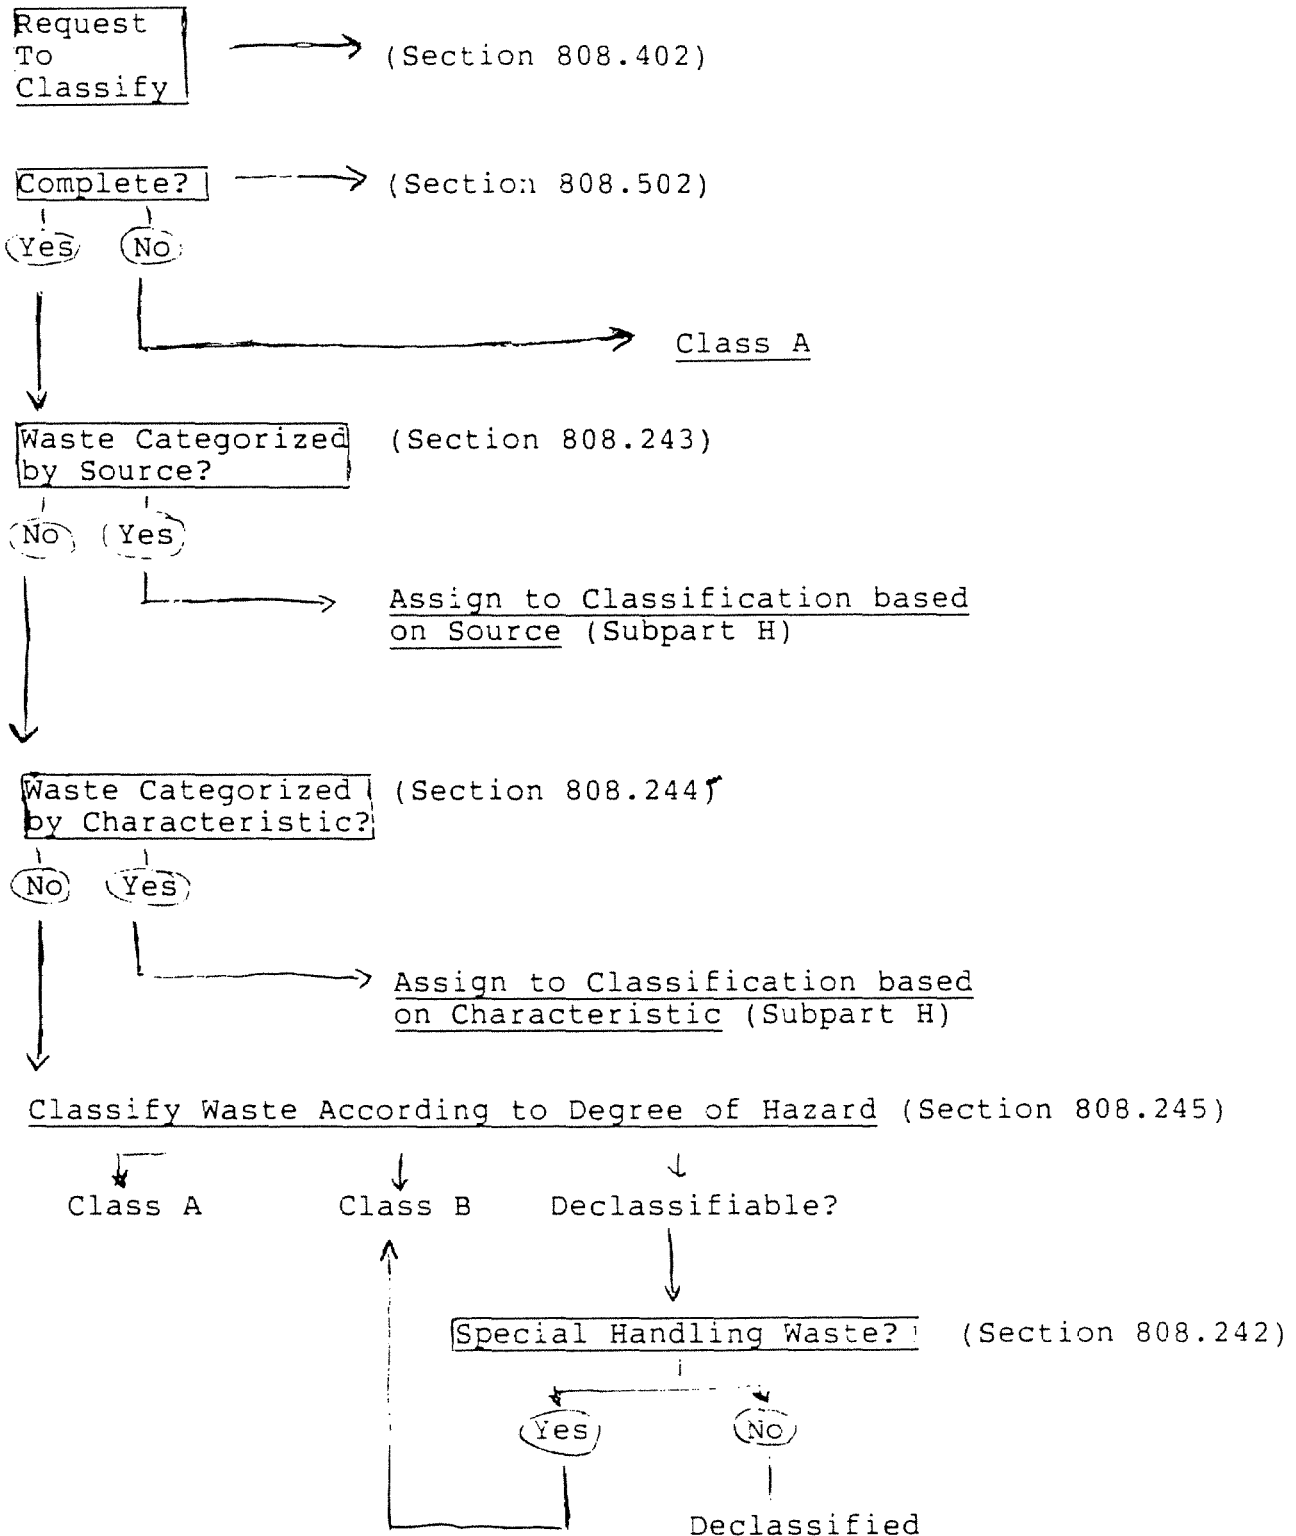 Request
To
Classify
(Section 808.402)
Complete?
(Section 808.502)
Yes
No
Class A
Waste Categorized
by Source?
(Section 808.243)
No
Yes
Assign to Classification based
on Source (Subpart H)
Waste Categorized
by Characteristic?
(Section 808.244)
No
Yes
Assign to Classification based
on Characteristic (Subpart H)
Classify Waste According to Degree of Hazard (Section 808.245)
Class A
Class B
Declassifiable?
Special Handling Waste?
(Section 808.242)
Yes
No
Declassified